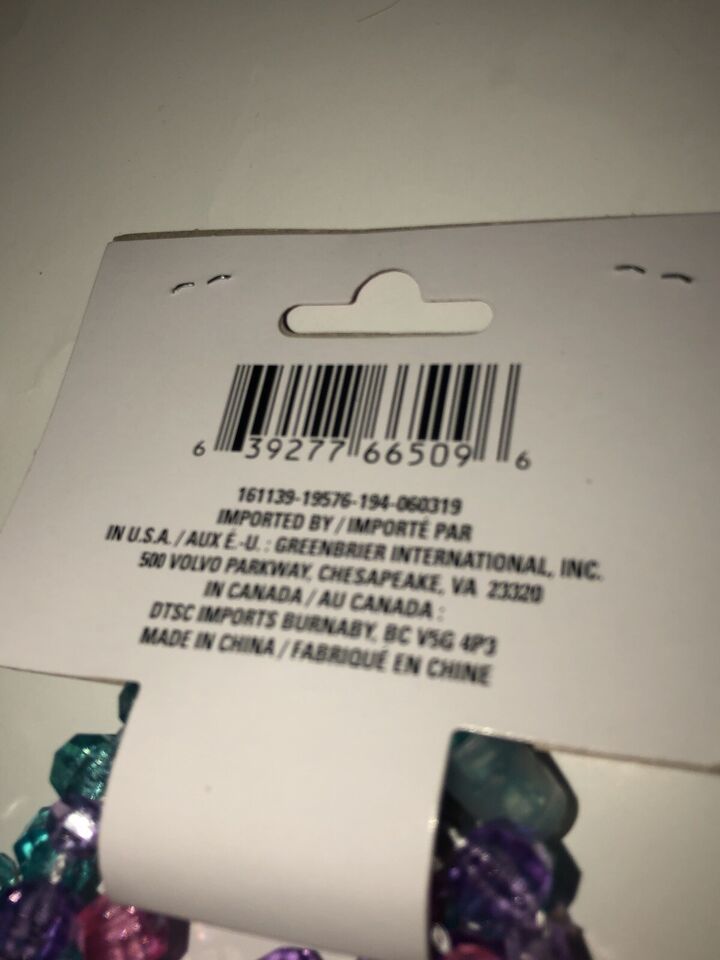 6 39277 66509 6
161139-19576-194-060319
IMPORTED BY / IMPORTÉ PAR
IN U.S.A. / AUX É.-U. : GREENBRIER INTERNATIONAL, INC.
500 VOLVO PARKWAY, CHESAPEAKE, VA 23320
IN CANADA / AU CANADA :
DTSC IMPORTS BURNABY, BC V5G 4P3
MADE IN CHINA / FABRIQUÉ EN CHINE